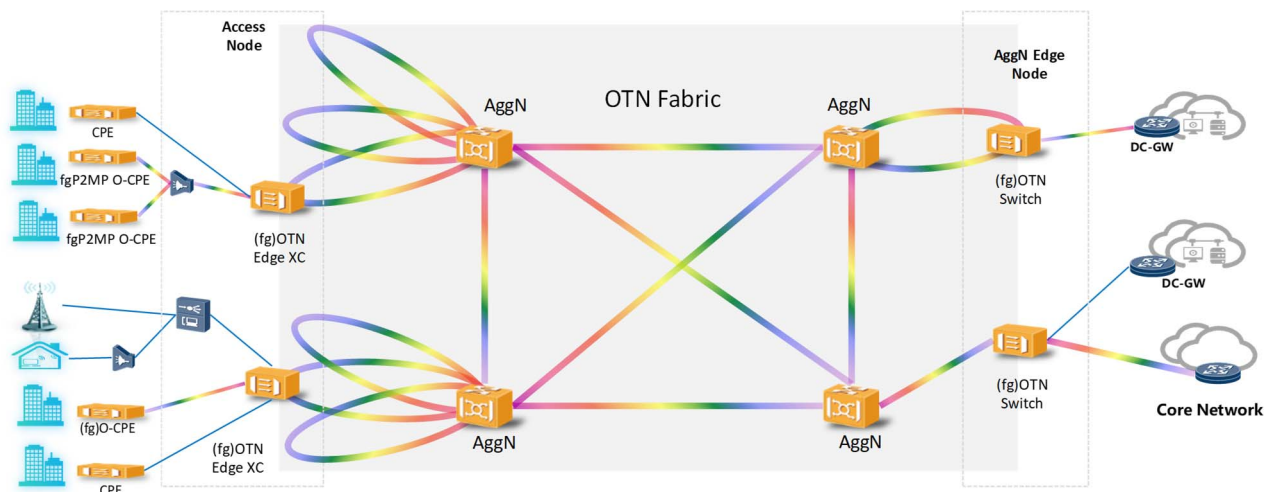 Access
Node
AggN Edge
Node
OTN Fabric
AggN
AggN
CPE
fgP2MP O-CPE
fgP2MP O-CPE
(fg)OTN
Edge XC
(fg)OTN
Switch
DC-GW
DC-GW
(fg)O-CPE
CPE
(fg)OTN
Edge XC
AggN
AggN
(fg)OTN
Switch
Core Network